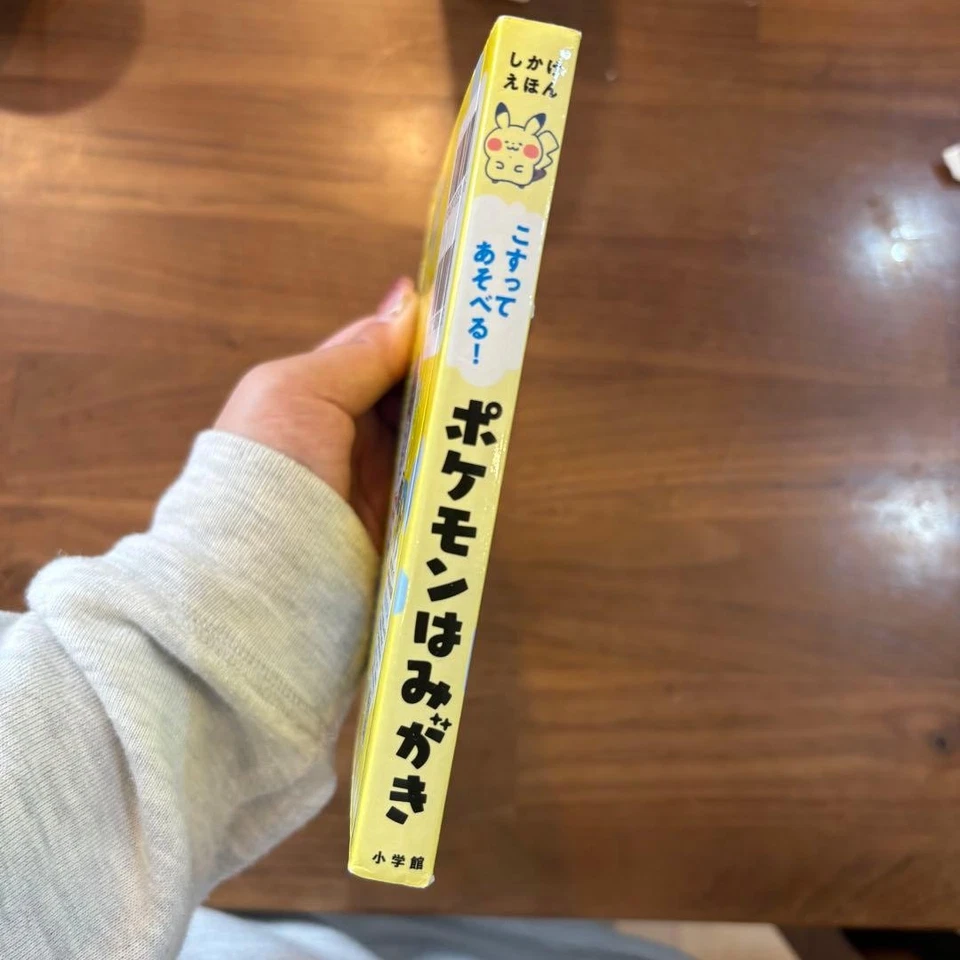 しかけ
えほん
こすって
あそべる!
ポケモンはみがき
小学館